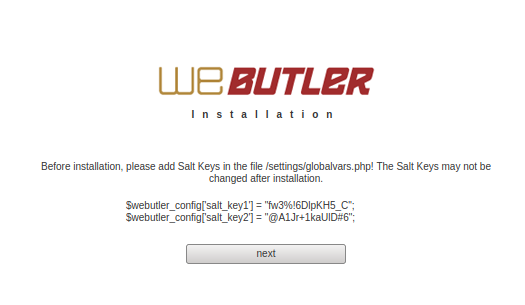 WEBUTLER
Installation
Before installation, please add Salt Keys in the file /settings/globalvars.php! The Salt Keys may not be
changed after installation.
$webutler_config['salt_key1'] = "fw3%!6DlpKH5_C";
$webutler_config['salt_key2'] = "@A1Jr+1kaUlD#6";
next